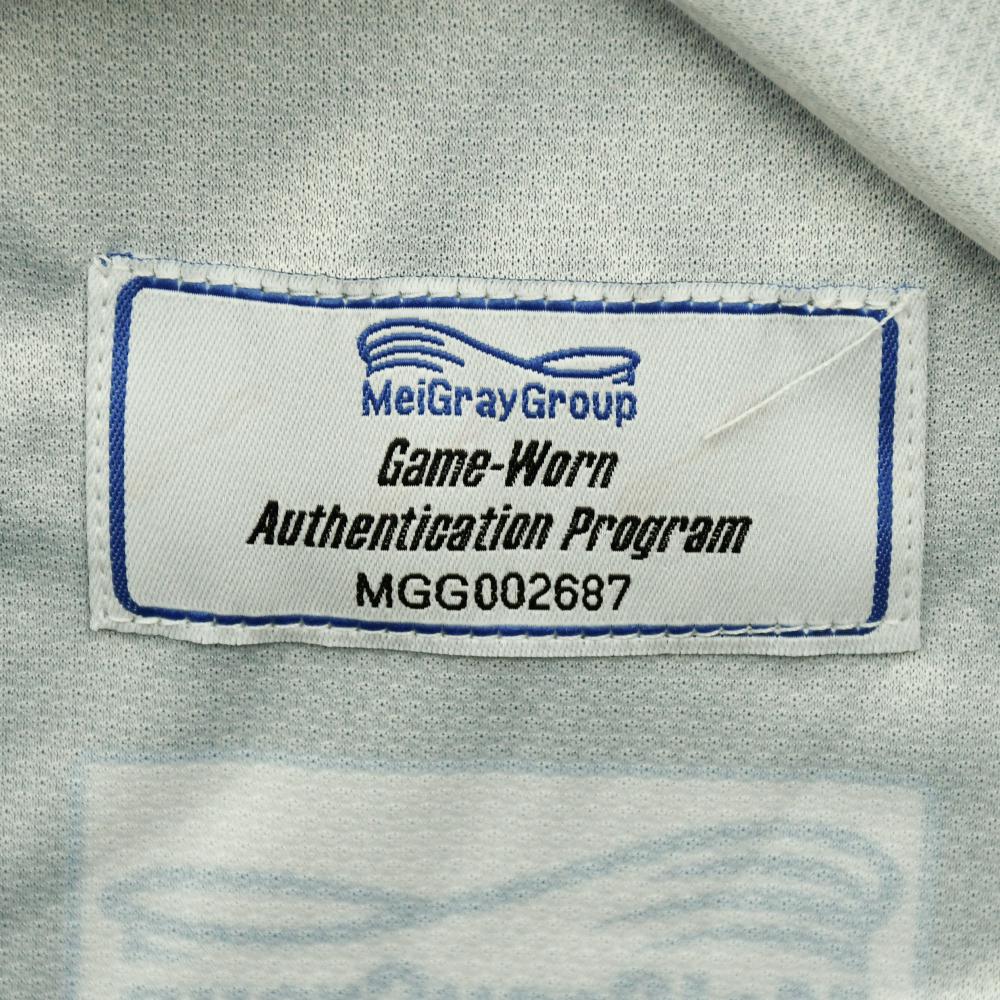 MeiGrayGroup
Game-Worn
Authentication Program
MGG002687